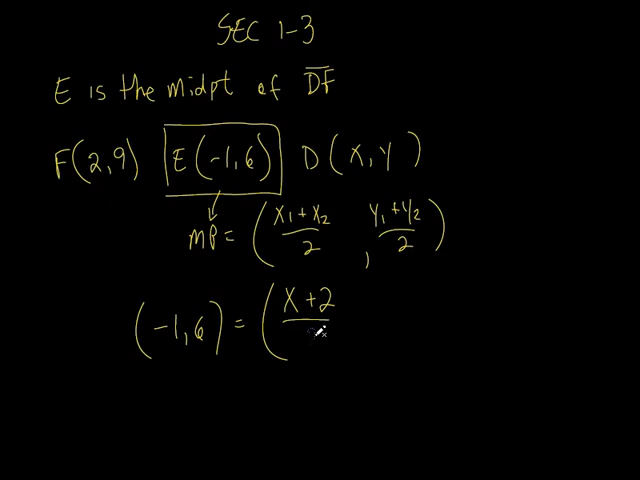 SEC 1-3
E is the midpt of D̅F̅
F(2,9) E(-1,6) D(X,Y)
MP = (X₁+X₂/2, Y₁+Y₂/2)
(-1,6) = (X+2